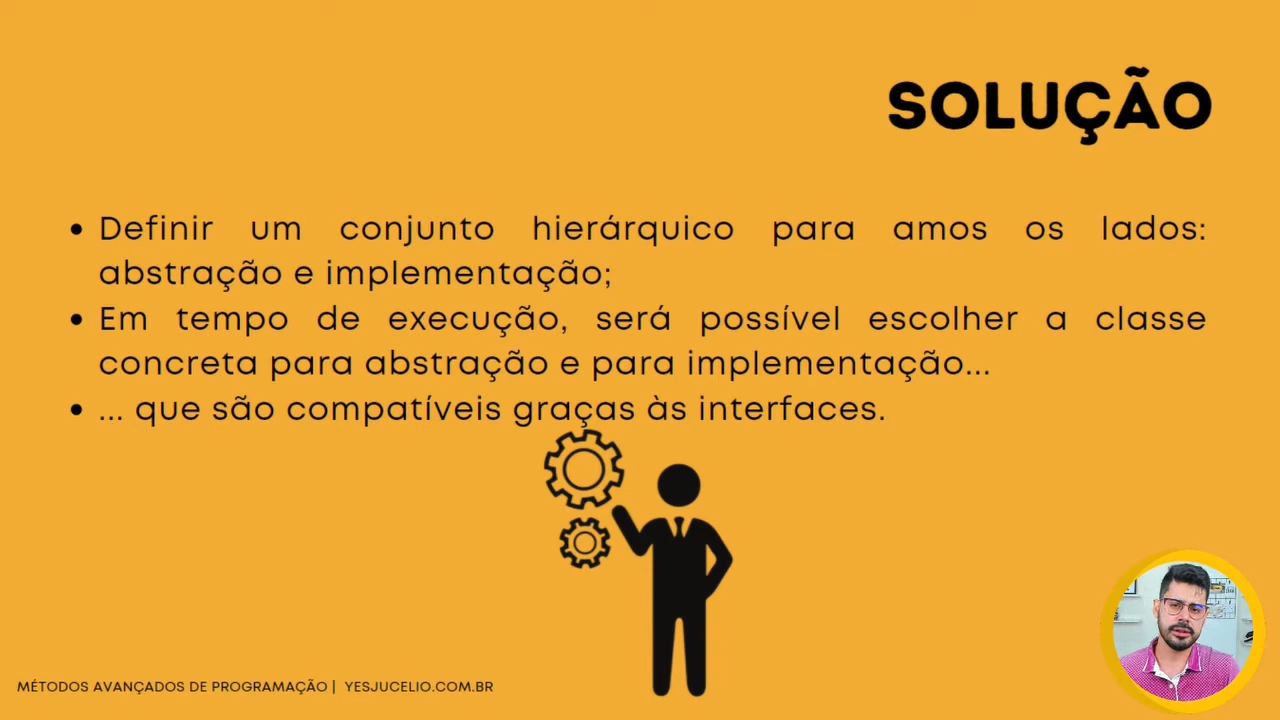 SOLUÇÃO
• Definir um conjunto hierárquico para amos os lados:
abstração e implementação;
• Em tempo de execução, será possível escolher a classe
concreta para abstração e para implementação...
• ... que são compatíveis graças às interfaces.
MÉTODOS AVANÇADOS DE PROGRAMAÇÃO | YESJUCELIO.COM.BR